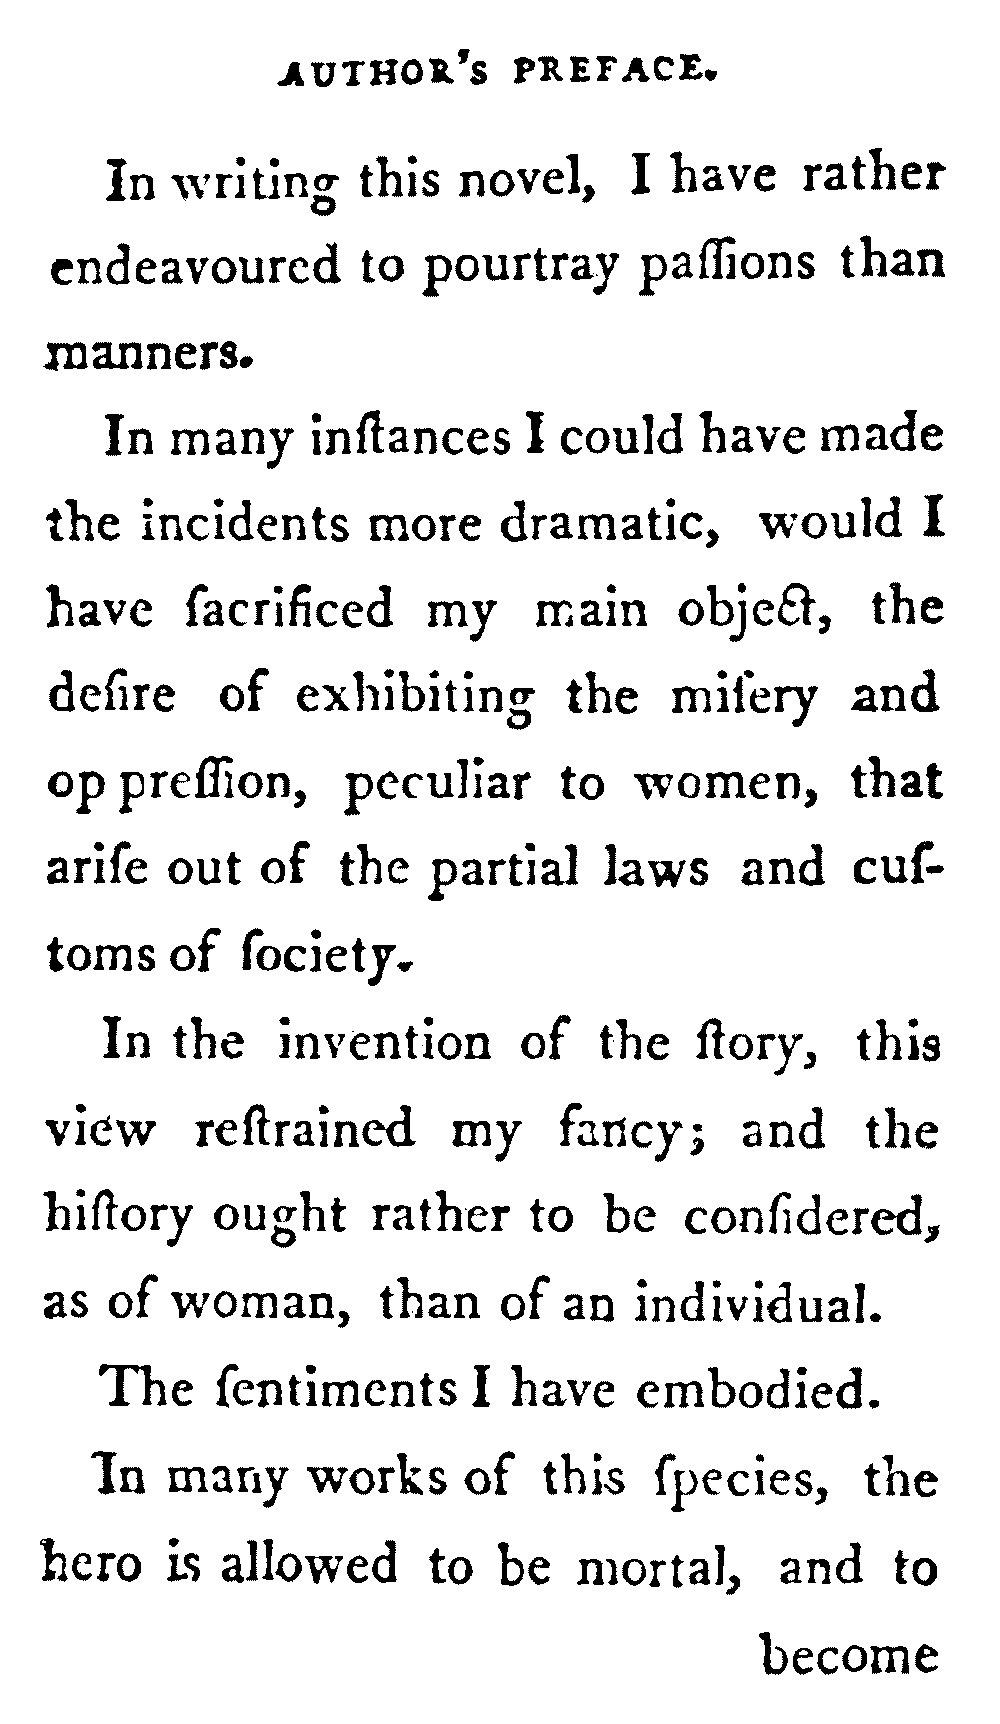 AUTHOR'S PREFACE.
In writing this novel, I have rather
endeavoured to pourtray paſſions than
manners.
In many inſtances I could have made
the incidents more dramatic, would I
have ſacrificed my main object, the
deſire of exhibiting the miſery and
oppreſſion, peculiar to women, that
ariſe out of the partial laws and cuſ-
toms of ſociety.
In the invention of the ſtory, this
view reſtrained my fancy; and the
hiſtory ought rather to be conſidered,
as of woman, than of an individual.
The ſentiments I have embodied.
In many works of this ſpecies, the
hero is allowed to be mortal, and to
become